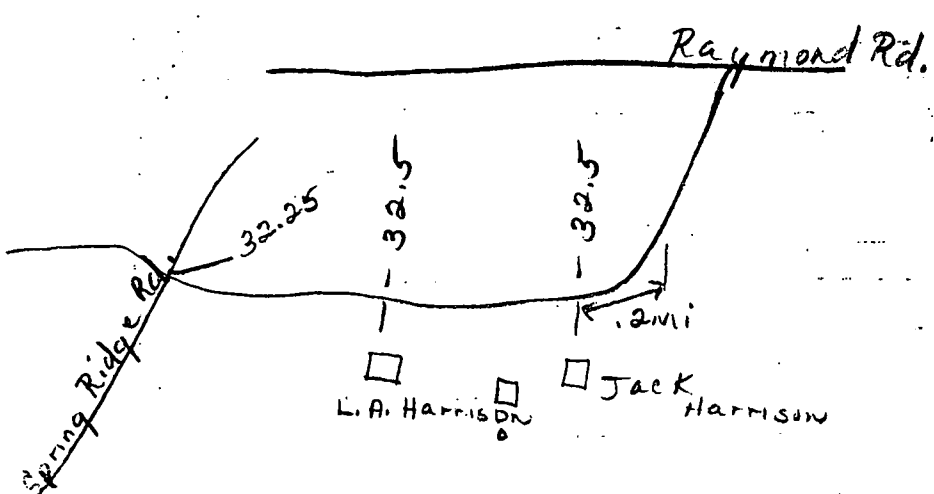 Raymond Rd.
32.5
32.5
32.25
Spring Ridge Rd.
.2mi
L.A. Harrison
Jack
Harrison